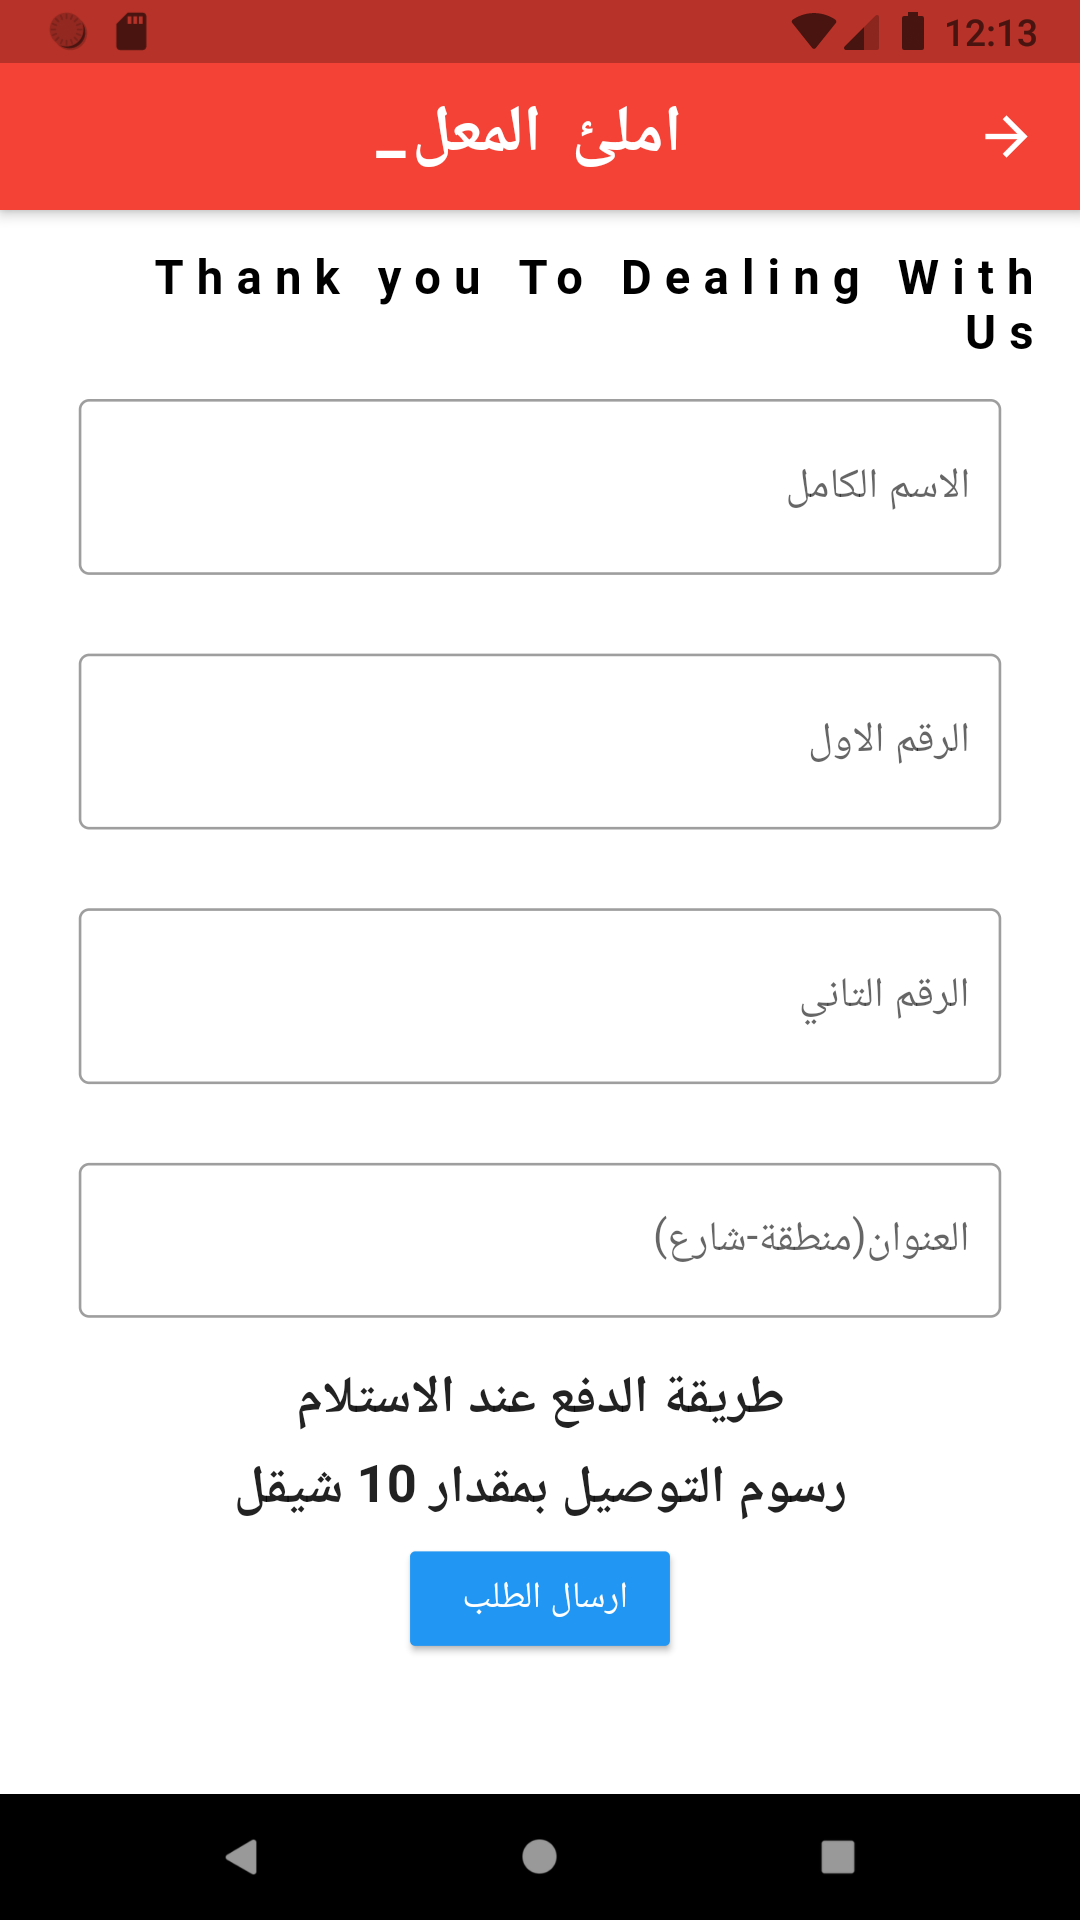 12:13
املئ المعل_
Thank you To Dealing With
Us
الاسم الكامل
الرقم الاول
الرقم التاني
العنوان(منطقة-شارع)
طريقة الدفع عند الاستلام
رسوم التوصيل بمقدار 10 شيقل
ارسال الطلب